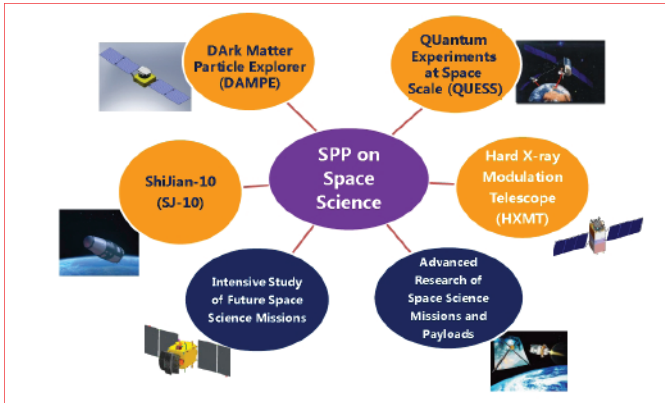 DArk Matter
Particle Explorer
(DAMPE)
QUantum
Experiments
at Space
Scale (QUESS)
SPP on
Space
Science
ShiJian-10
(SJ-10)
Hard X-ray
Modulation
Telescope
(HXMT)
Intensive Study
of Future Space
Science Missions
Advanced
Research of
Space Science
Missions and
Payloads